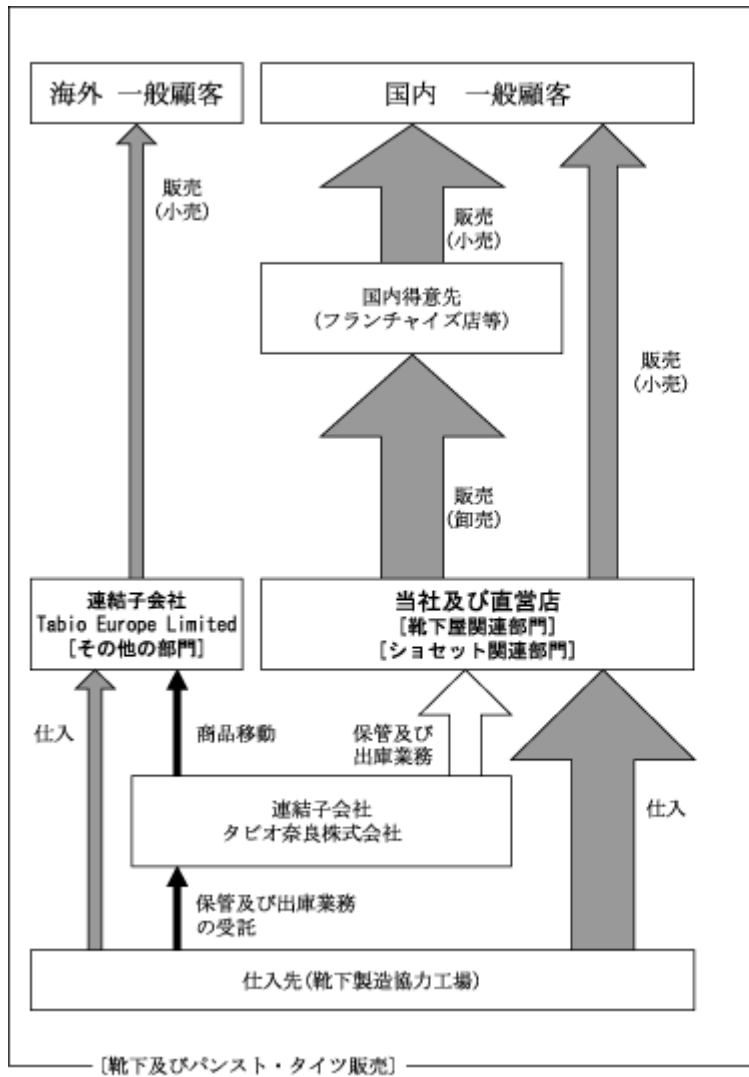 海外 一般顧客
国内 一般顧客
販売
(小売)
販売
(小売)
国内得意先
(フランチャイズ店等)
販売
(小売)
販売
(卸売)
連結子会社
Tabio Europe Limited
[その他の部門]
当社及び直営店
[靴下屋関連部門]
[ショセット関連部門]
仕入
商品移動
保管及び
出庫業務
仕入
連結子会社
タビオ奈良株式会社
保管及び出庫業務
の受託
仕入先(靴下製造協力工場)
[靴下及びパンスト・タイツ販売]